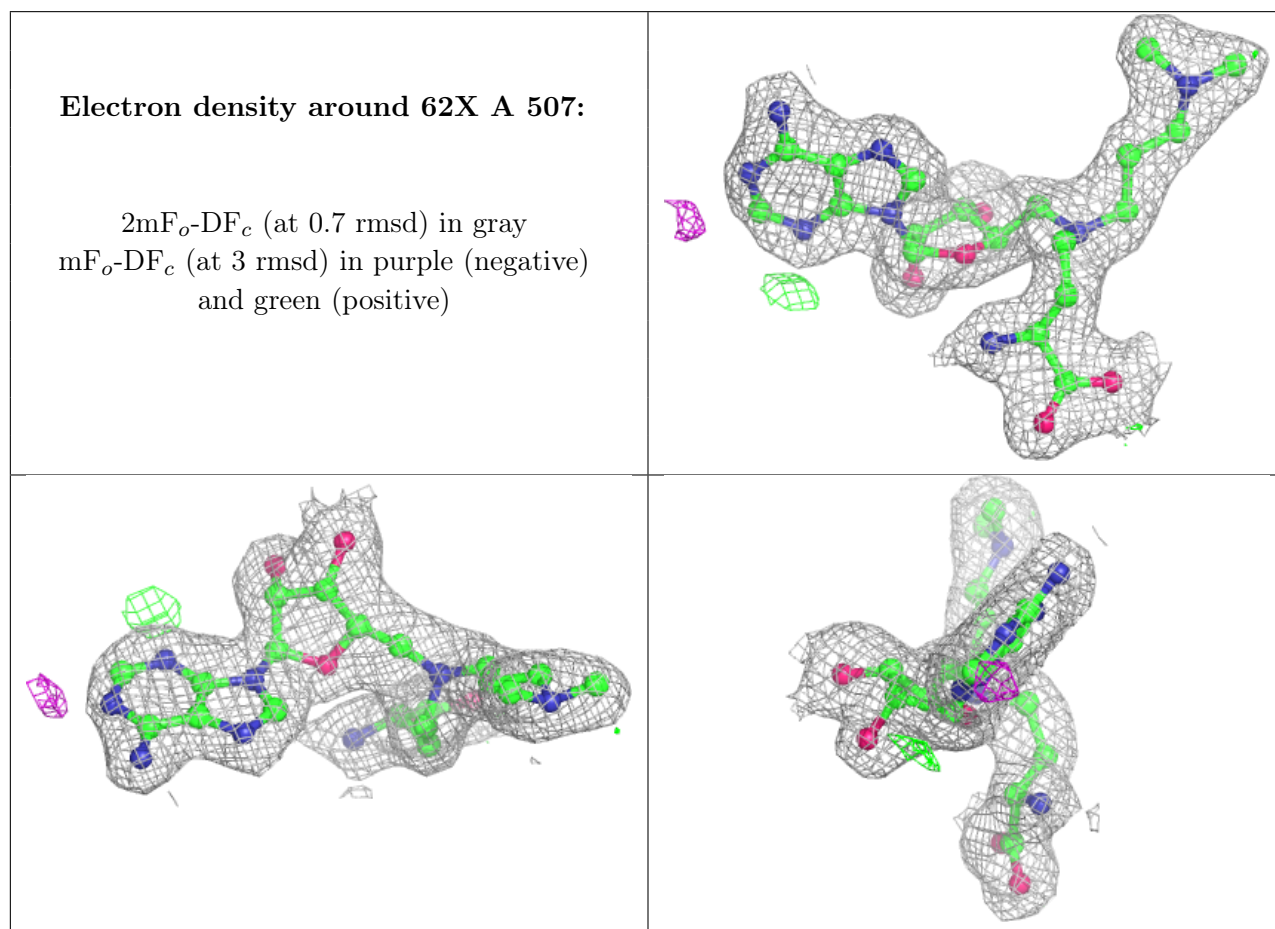 Electron density around 62X A 507:
2mFo-DFc (at 0.7 rmsd) in gray
mFo-DFc (at 3 rmsd) in purple (negative)
and green (positive)